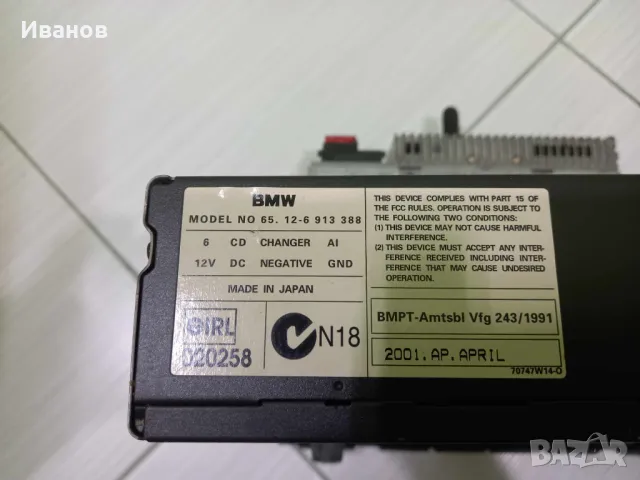 Иванов
BMW
MODEL NO 65. 12-6 913 388
6 CD CHANGER AI
12V DC NEGATIVE GND
MADE IN JAPAN
GIRL
020258
N18
THIS DEVICE COMPLIES WITH PART 15 OF
THE FCC RULES. OPERATION IS SUBJECT TO
THE FOLLOWING TWO CONDITIONS:
(1) THIS DEVICE MAY NOT CAUSE HARMFUL
INTERFERENCE.
(2) THIS DEVICE MUST ACCEPT ANY INTER-
FERENCE RECEIVED INCLUDING INTER-
FERENCE THAT MAY CAUSE UNDESIRED
OPERATION.
BMPT-Amtsbl Vfg 243/1991
2001.AP.APRIL
70747W14-O
BAZAR